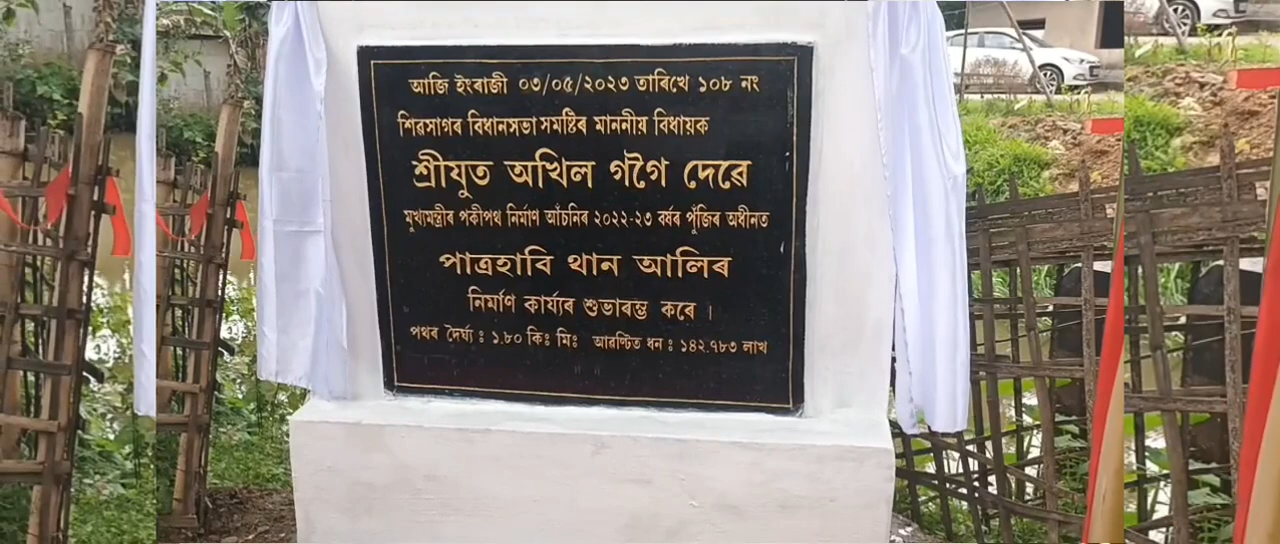 আজি ইংৰাজী ০৩/০৫/২০২৩ তাৰিখে ১০৮ নং
শিৱসাগৰ বিধানসভা সমষ্টিৰ মাননীয় বিধায়ক
শ্ৰীযুত অখিল গগৈ দেৱে
মুখ্যমন্ত্ৰীৰ পকীপথ নিৰ্মাণ আঁচনিৰ ২০২২-২৩ বৰ্ষৰ পুঁজিৰ অধীনত
পাত্ৰহাবি থান আলিৰ
নিৰ্মাণ কাৰ্য্যৰ শুভাৰম্ভ কৰে ।
পথৰ দৈৰ্ঘ্য ঃ ১.৮০ কিঃ মিঃ আৱণ্টিত ধন ঃ ১৪২.৭৮৩ লাখ